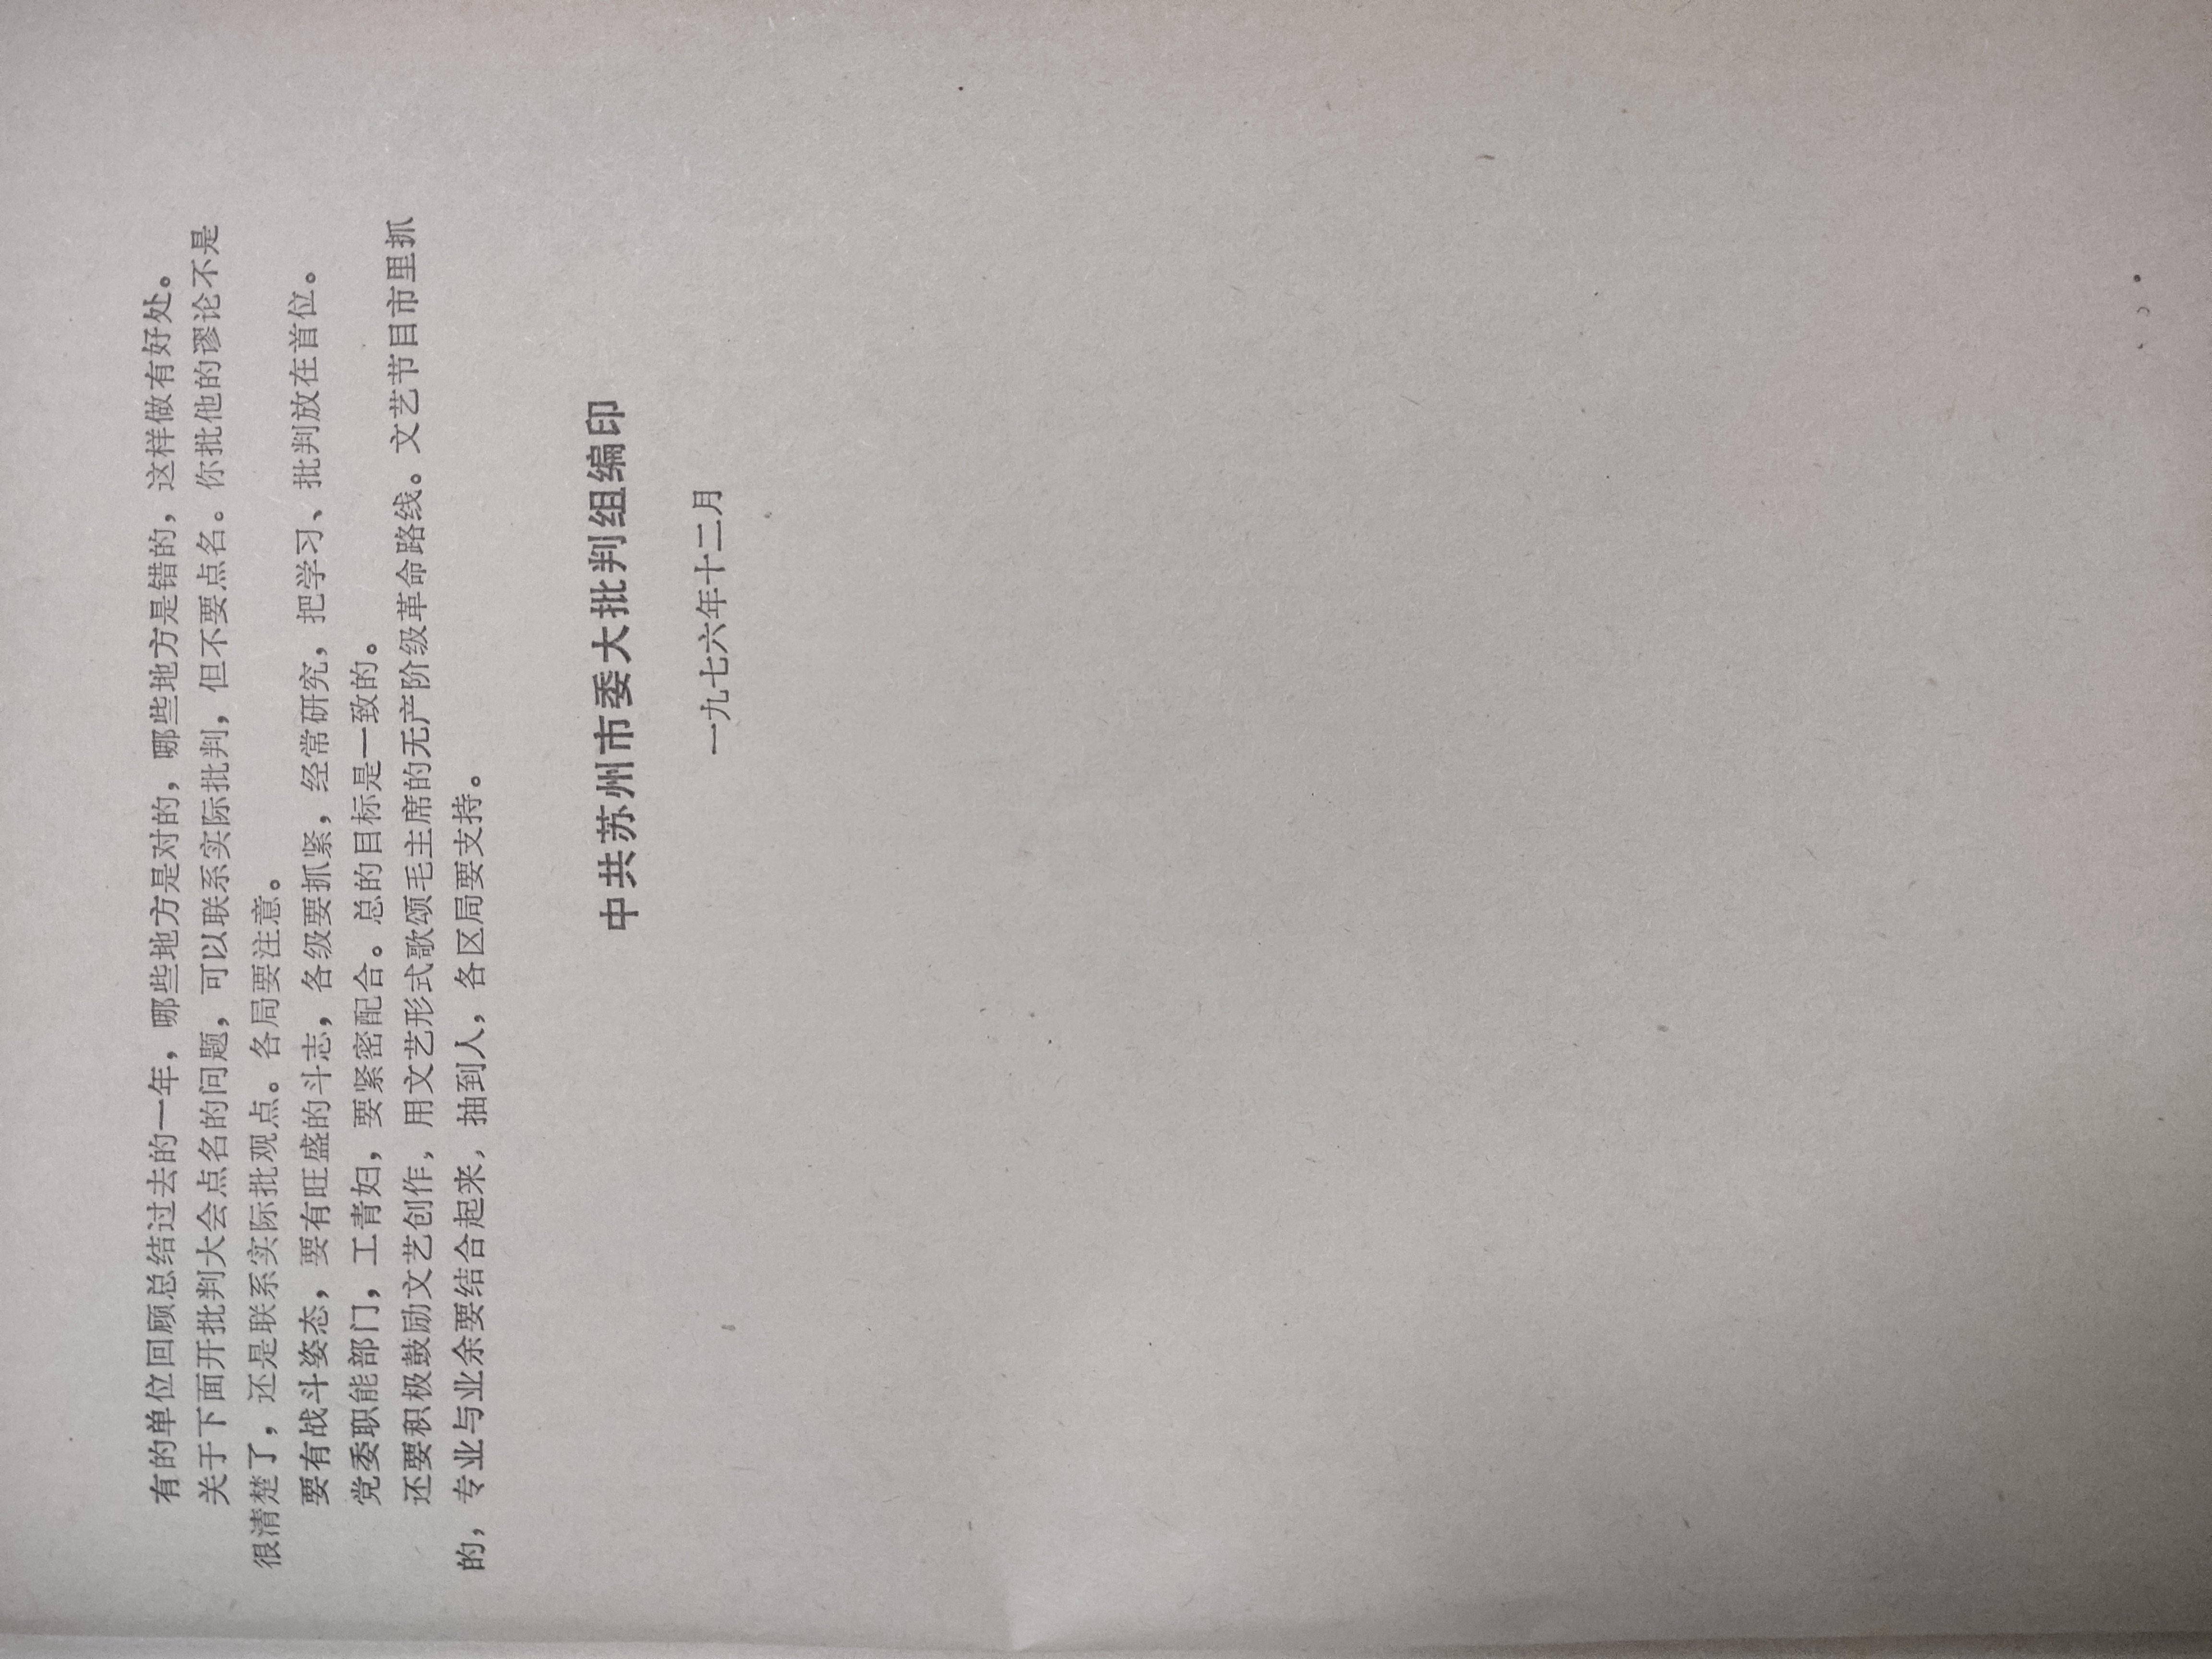 有的单位回顾总结过去的一年，哪些地方是对的，哪些地方是错的，这样做有好处。
关于下面开批判大会点名的问题，可以联系实际批判，但不要点名。你批他的谬论不是
很清楚了，还是联系实际批观点。各局要注意。
要有战斗姿态，要有旺盛的斗志，各级要抓紧，经常研究，把学习、批判放在首位。
党委职能部门，工青妇，要紧密配合。总的目标是一致的。
还要积极鼓励文艺创作，用文艺形式歌颂毛主席的无产阶级革命路线。文艺节目市里抓
的，专业与业余要结合起来，抽到人，各区局要支持。
中共苏州市委大批判组编印
一九七六年十二月